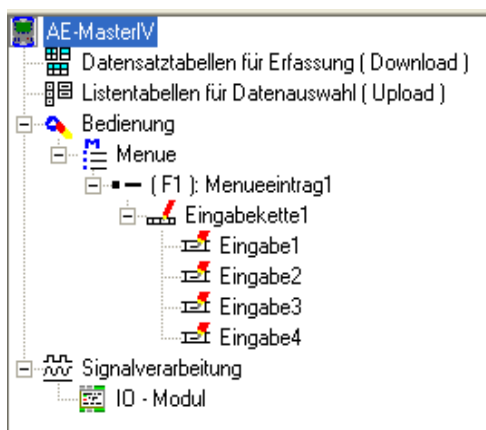 AE-MasterIV
Datensatztabellen für Erfassung ( Download )
Listentabellen für Datenauswahl ( Upload )
Bedienung
Menue
( F1 ): Menueeintrag1
Eingabekette1
Eingabe1
Eingabe2
Eingabe3
Eingabe4
Signalverarbeitung
IO - Modul